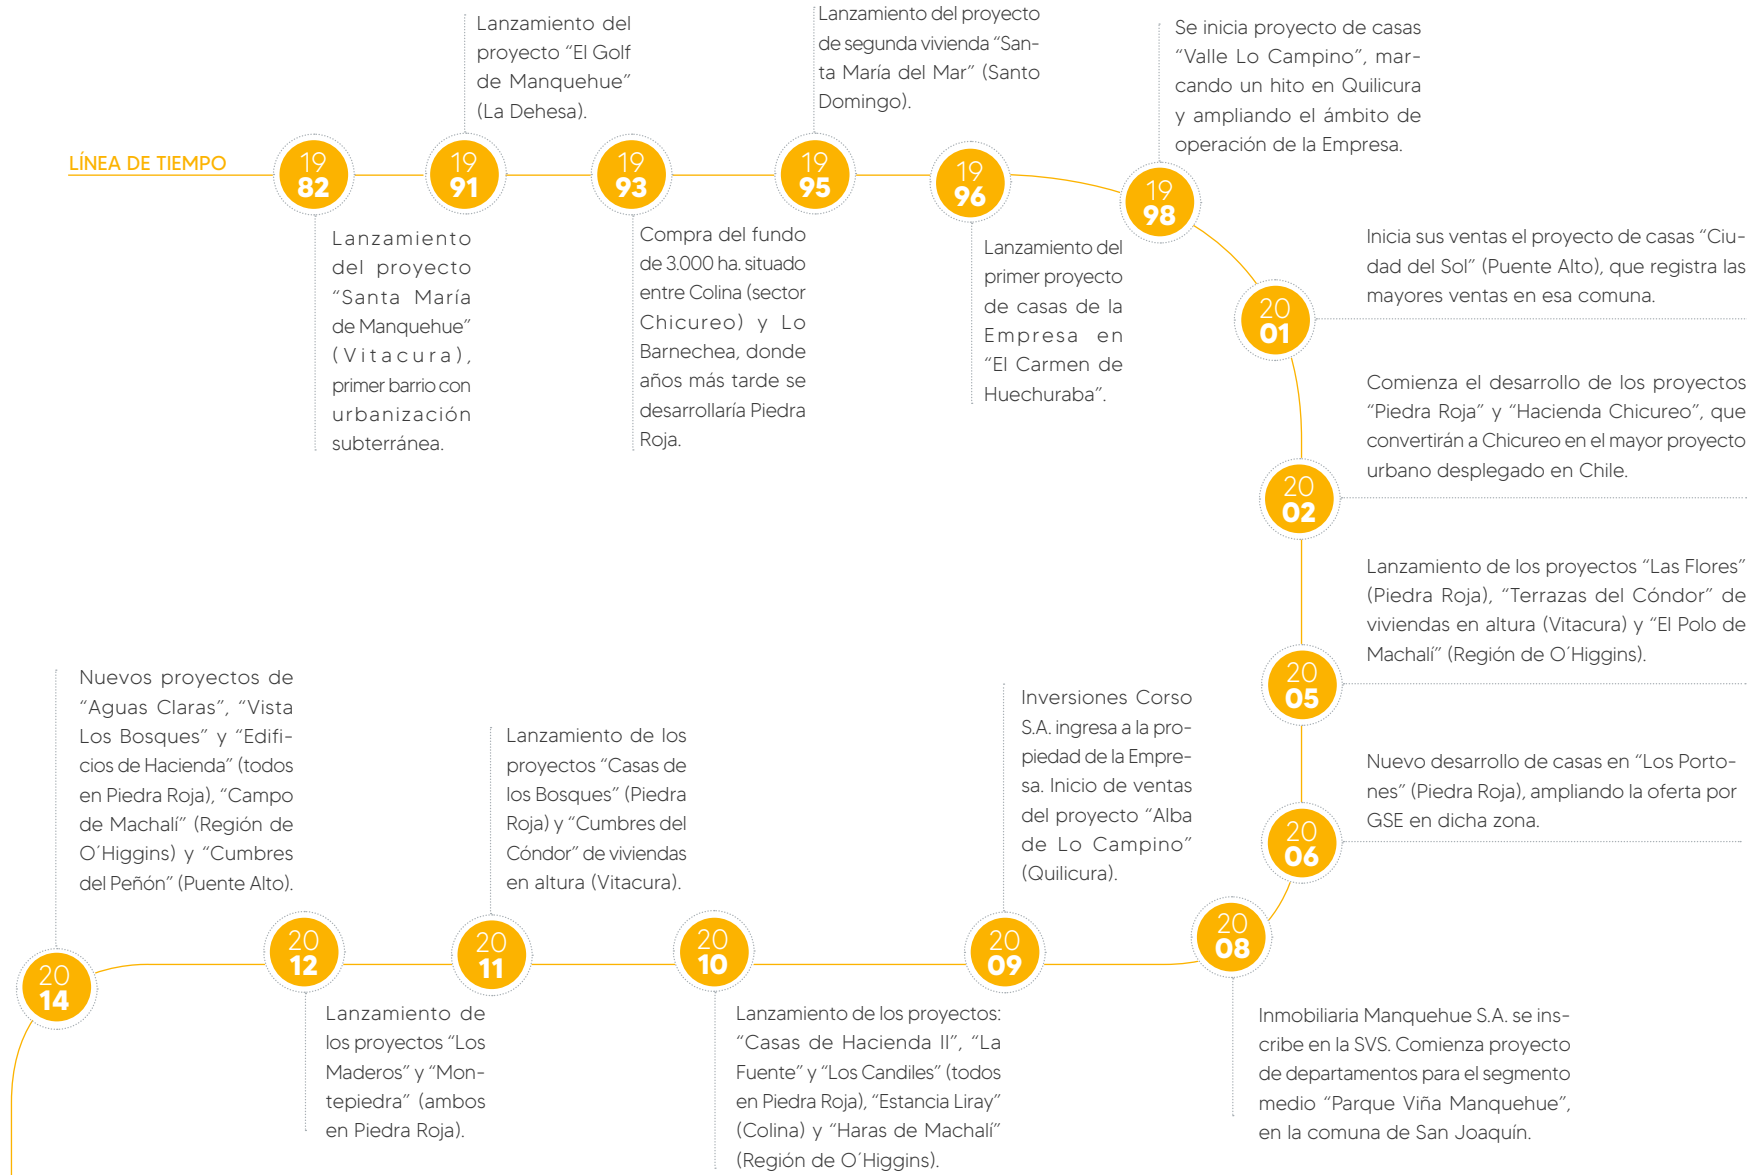 LÍNEA DE TIEMPO
19
82
Lanzamiento
del proyecto
“Santa María
de Manquehue”
(Vitacura),
primer barrio con
urbanización
subterránea.
Lanzamiento del
proyecto “El Golf
de Manquehue”
(La Dehesa).
19
91
19
93
Compra del fundo
de 3.000 ha. situado
entre Colina (sector
Chicureo) y Lo
Barnechea, donde
años más tarde se
desarrollaría Piedra
Roja.
Lanzamiento del proyecto
de segunda vivienda “San-
ta María del Mar” (Santo
Domingo).
19
95
19
96
Lanzamiento del
primer proyecto
de casas de la
Empresa en
“El Carmen de
Huechuraba”.
Se inicia proyecto de casas
“Valle Lo Campino”, mar-
cando un hito en Quilicura
y ampliando el ámbito de
operación de la Empresa.
19
98
Inicia sus ventas el proyecto de casas “Ciu-
dad del Sol” (Puente Alto), que registra las
mayores ventas en esa comuna.
20
01
Comienza el desarrollo de los proyectos
“Piedra Roja” y “Hacienda Chicureo”, que
convertirán a Chicureo en el mayor proyecto
urbano desplegado en Chile.
20
02
Lanzamiento de los proyectos “Las Flores”
(Piedra Roja), “Terrazas del Cóndor” de
viviendas en altura (Vitacura) y “El Polo de
Machalí” (Región de O´Higgins).
20
05
Nuevo desarrollo de casas en “Los Porto-
nes” (Piedra Roja), ampliando la oferta por
GSE en dicha zona.
20
06
20
08
Inmobiliaria Manquehue S.A. se ins-
cribe en la SVS. Comienza proyecto
de departamentos para el segmento
medio “Parque Viña Manquehue”,
en la comuna de San Joaquín.
Inversiones Corso
S.A. ingresa a la pro-
piedad de la Empre-
sa. Inicio de ventas
del proyecto “Alba
de Lo Campino”
(Quilicura).
20
09
20
10
Lanzamiento de los proyectos:
“Casas de Hacienda II”, “La
Fuente” y “Los Candiles” (todos
en Piedra Roja), “Estancia Liray”
(Colina) y “Haras de Machalí”
(Región de O´Higgins).
Lanzamiento de los
proyectos “Casas de
los Bosques” (Piedra
Roja) y “Cumbres del
Cóndor” de viviendas
en altura (Vitacura).
20
11
20
12
Lanzamiento de
los proyectos “Los
Maderos” y “Mon-
tepiedra” (ambos
en Piedra Roja).
Nuevos proyectos de
“Aguas Claras”, “Vista
Los Bosques” y “Edifi-
cios de Hacienda” (todos
en Piedra Roja), “Campo
de Machalí” (Región de
O´Higgins) y “Cumbres
del Peñón” (Puente Alto).
20
14